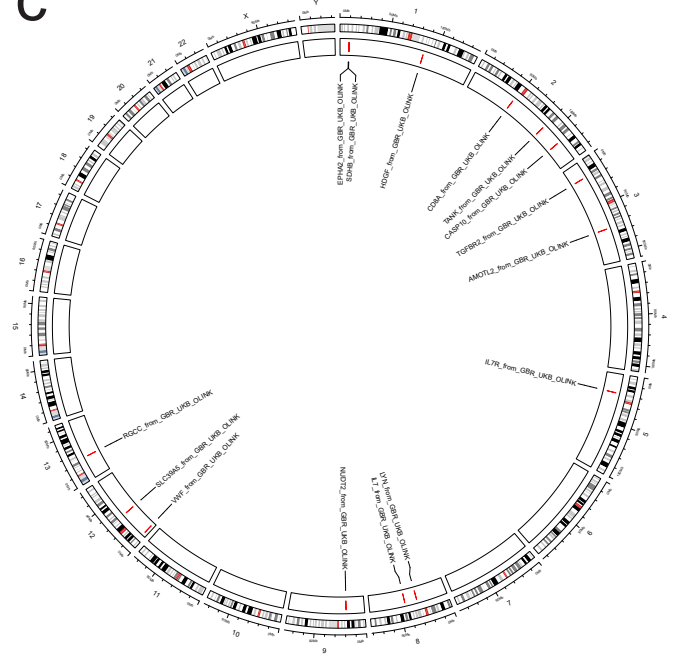 C
1
2
3
4
5
6
7
8
9
10
11
12
13
14
15
16
17
18
19
20
21
22
X
Y
EPHA2_from_GBR_UKB_OLINK
SDHB_from_GBR_UKB_OLINK
HDGF_from_GBR_UKB_OLINK
CD8A_from_GBR_UKB_OLINK
TANK_from_GBR_UKB_OLINK
CASP10_from_GBR_UKB_OLINK
TGFBR2_from_GBR_UKB_OLINK
AMOTL2_from_GBR_UKB_OLINK
IL7R_from_GBR_UKB_OLINK
LYN_from_GBR_UKB_OLINK
IL7_from_GBR_UKB_OLINK
NUDT2_from_GBR_UKB_OLINK
VWF_from_GBR_UKB_OLINK
SLC39A5_from_GBR_UKB_OLINK
RGCC_from_GBR_UKB_OLINK